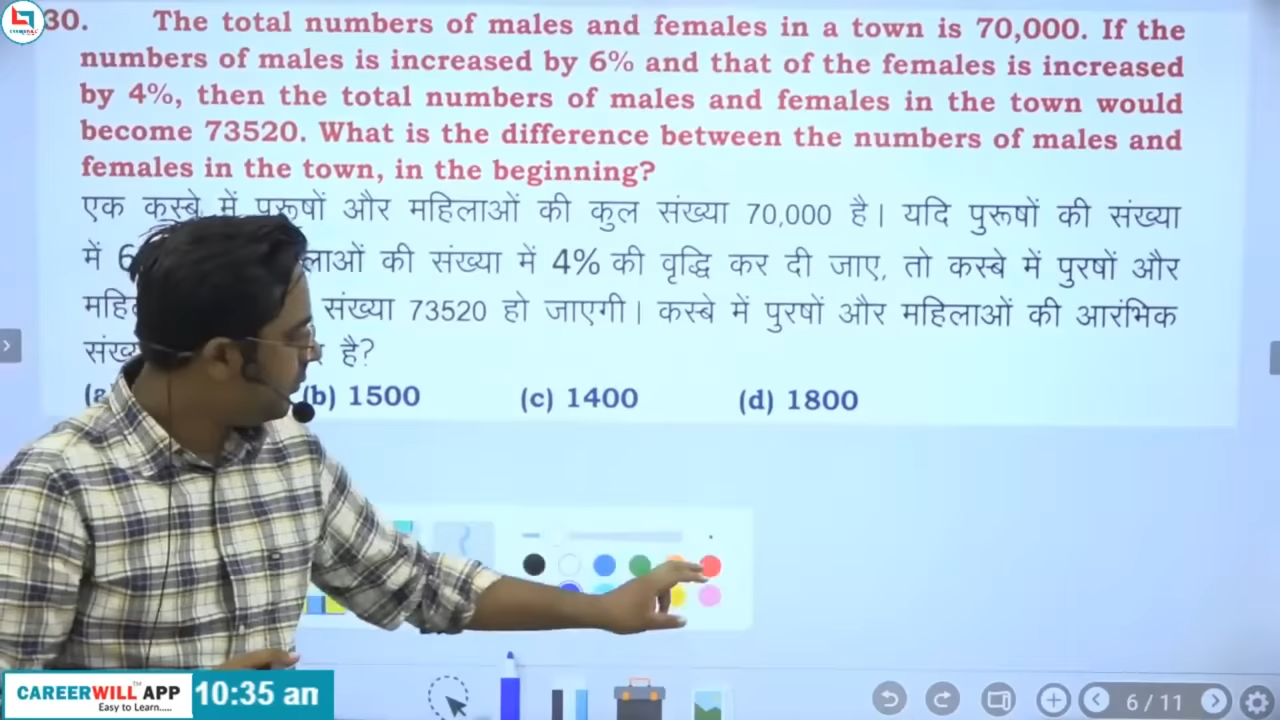 30. The total numbers of males and females in a town is 70,000. If the
numbers of males is increased by 6% and that of the females is increased
by 4%, then the total numbers of males and females in the town would
become 73520. What is the difference between the numbers of males and
females in the town, in the beginning?
एक कस्बे में पुरूषों और महिलाओं की कुल संख्या 70,000 है। यदि पुरूषों की संख्या
में 6 लाओं की संख्या में 4% की वृद्धि कर दी जाए, तो कस्बे में पुरषों और
संख्या 73520 हो जाएगी। कस्बे में पुरषों और महिलाओं की आरंभिक
है?
(b) 1500 (c) 1400 (d) 1800
CAREERWILL APP
Easy to Learn.....
10:35 an
6 / 11